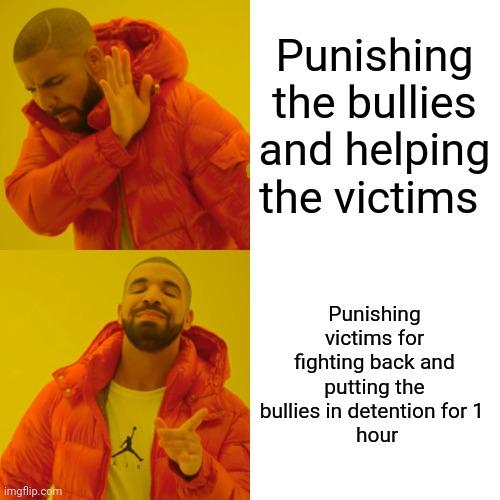 Punishing
the bullies
and helping
the victims
Punishing
victims for
fighting back and
putting the
bullies in detention for 1
hour
imgflip.com